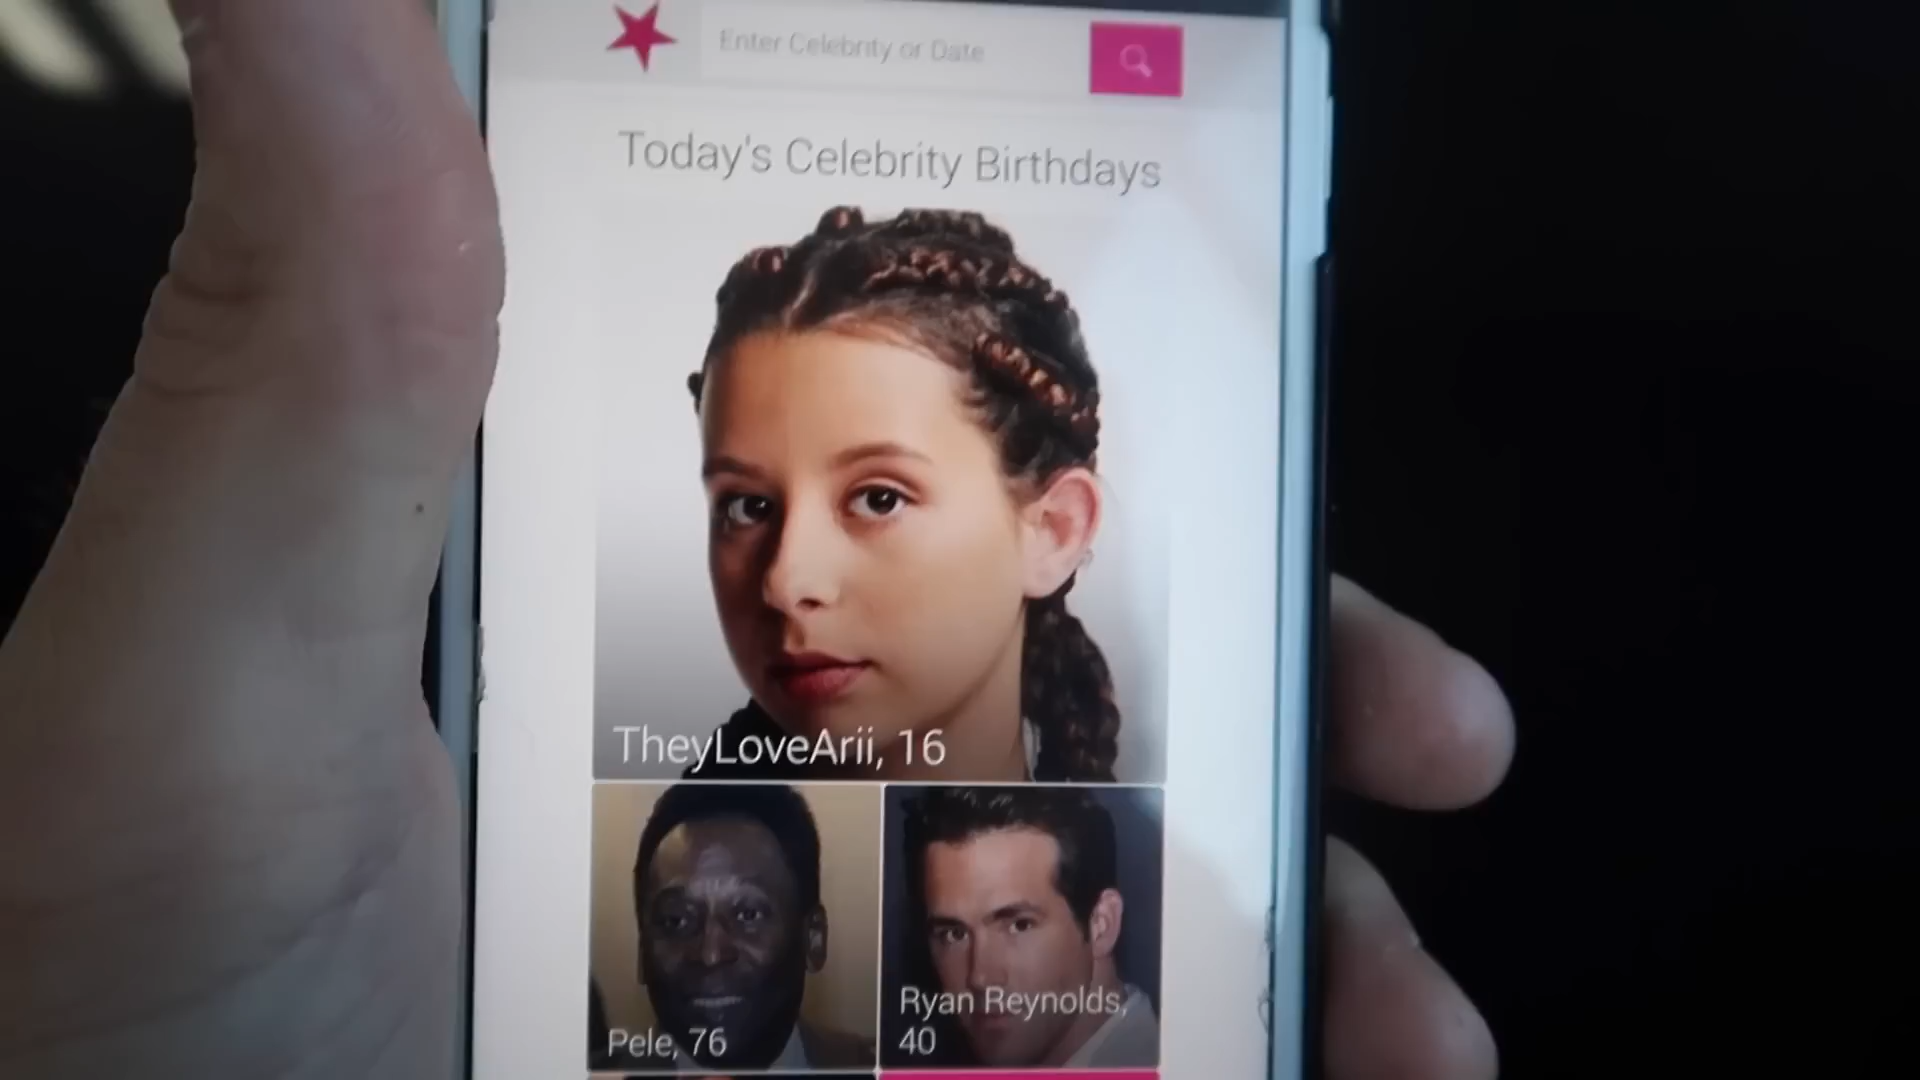 Enter Celebrity or Date
Today's Celebrity Birthdays
TheyLoveArii, 16
Pele, 76
Ryan Reynolds,
40